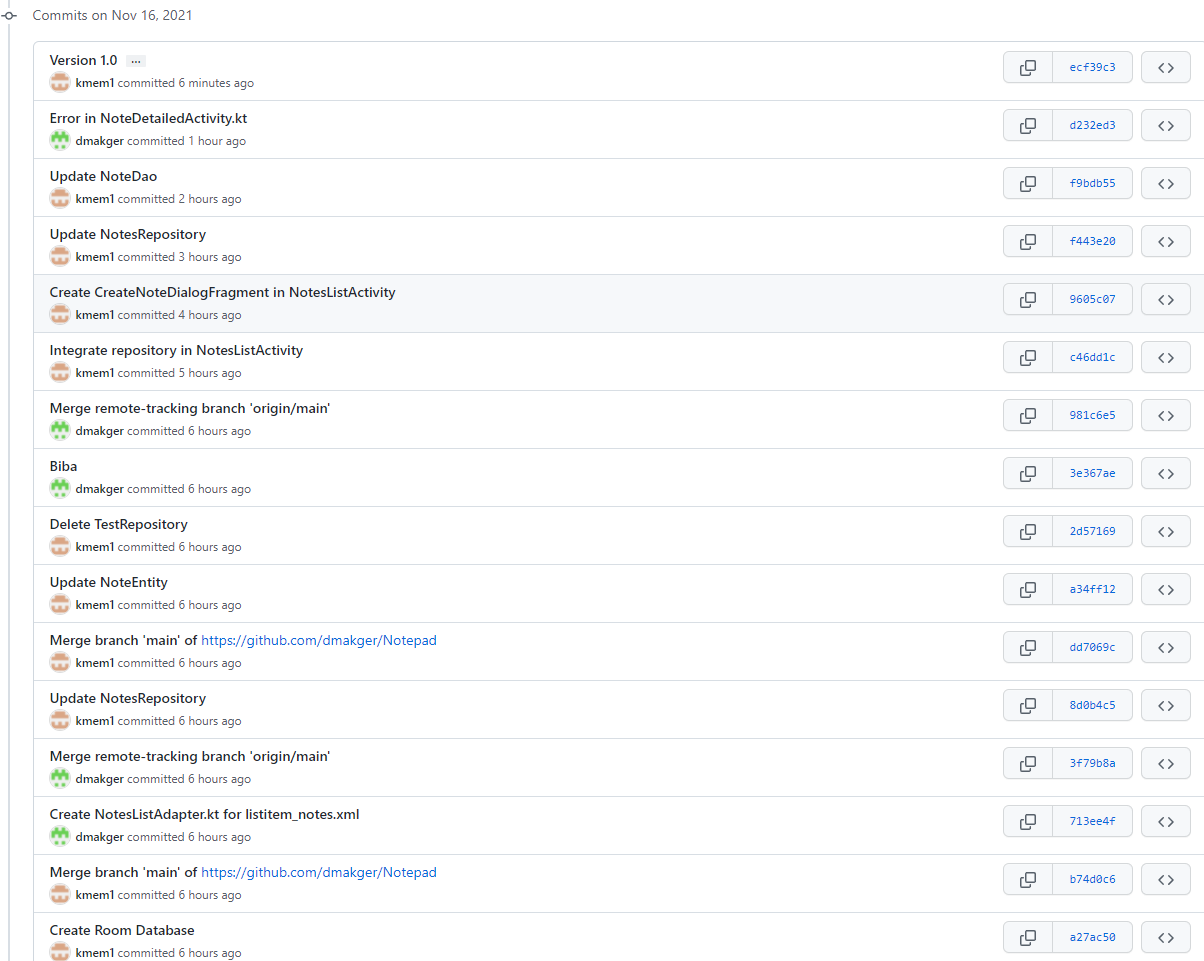 Commits on Nov 16, 2021
Version 1.0 ...
ecf39c3
kmem1 committed 6 minutes ago
Error in NoteDetailedActivity.kt
d232ed3
dmakger committed 1 hour ago
Update NoteDao
f9bdb55
kmem1 committed 2 hours ago
Update NotesRepository
f443e20
kmem1 committed 3 hours ago
Create CreateNoteDialogFragment in NotesListActivity
9605c07
kmem1 committed 4 hours ago
Integrate repository in NotesListActivity
c46dd1c
kmem1 committed 5 hours ago
Merge remote-tracking branch 'origin/main'
981c6e5
dmakger committed 6 hours ago
Biba
3e367ae
dmakger committed 6 hours ago
Delete TestRepository
2d57169
kmem1 committed 6 hours ago
Update NoteEntity
a34ff12
kmem1 committed 6 hours ago
Merge branch 'main' of https://github.com/dmakger/Notepad
dd7069c
kmem1 committed 6 hours ago
Update NotesRepository
8d0b4c5
kmem1 committed 6 hours ago
Merge remote-tracking branch 'origin/main'
3f79b8a
dmakger committed 6 hours ago
Create NotesListAdapter.kt for listitem_notes.xml
713ee4f
dmakger committed 6 hours ago
Merge branch 'main' of https://github.com/dmakger/Notepad
b74d0c6
kmem1 committed 6 hours ago
Create Room Database
a27ac50
kmem1 committed 6 hours ago